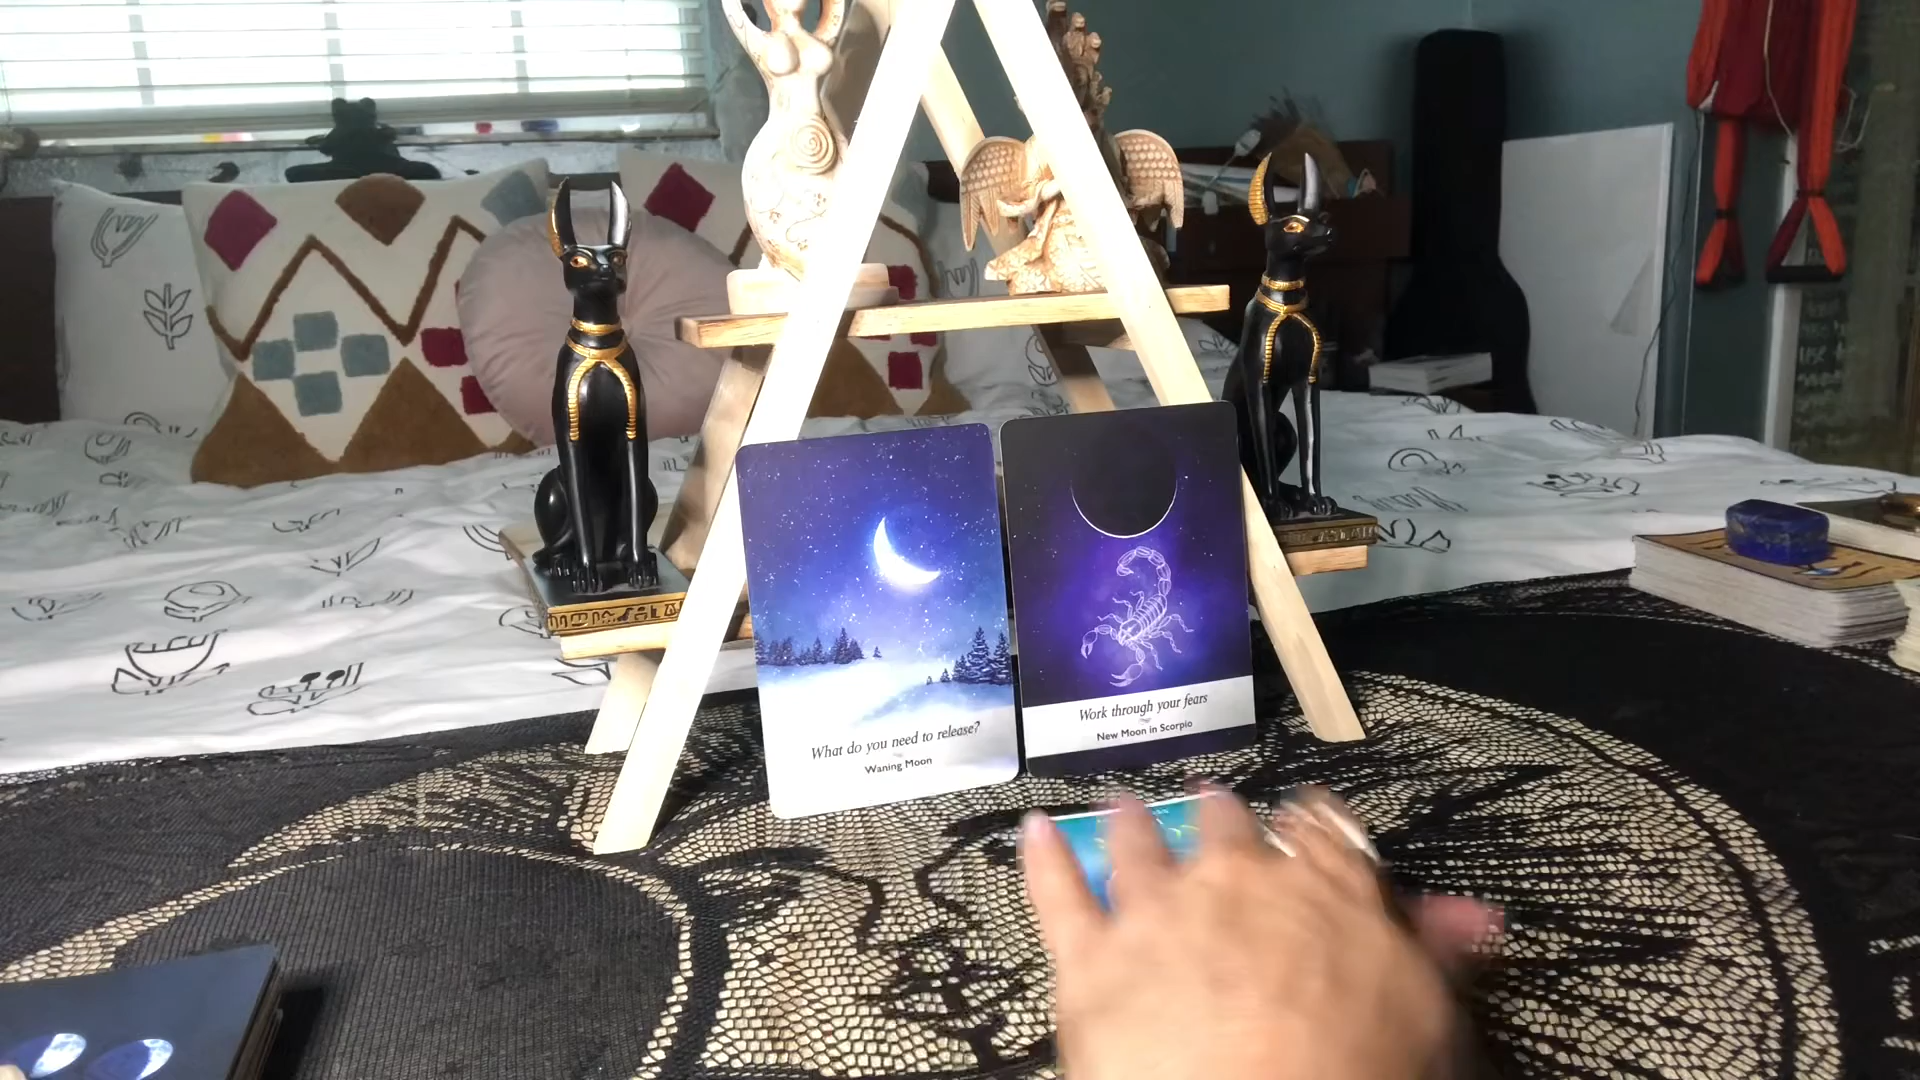 What do you need to release?
Waning Moon
Work through your fears
New Moon in Scorpio